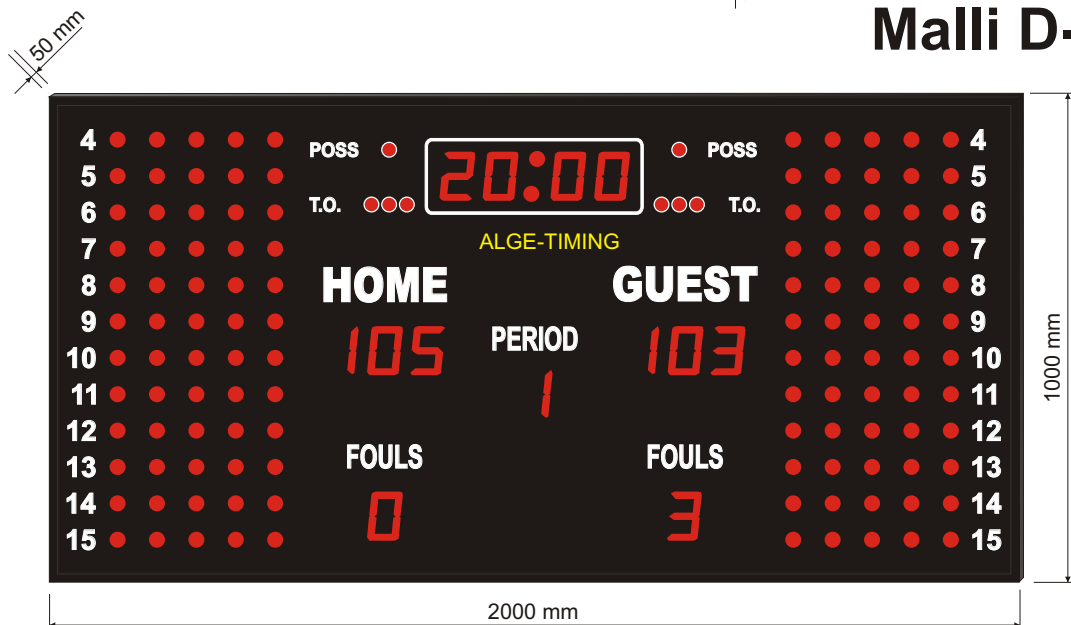 50 mm
Malli D-
4 POSS 20:00 POSS 4
5 5
6 T.O. T.O. 6
ALGE-TIMING
7 7
8 HOME GUEST 8
9 9
PERIOD
10 105 103 10
11 1 11
12 12
13 FOULS FOULS 13
14 0 3 14
15 15
1000 mm
2000 mm